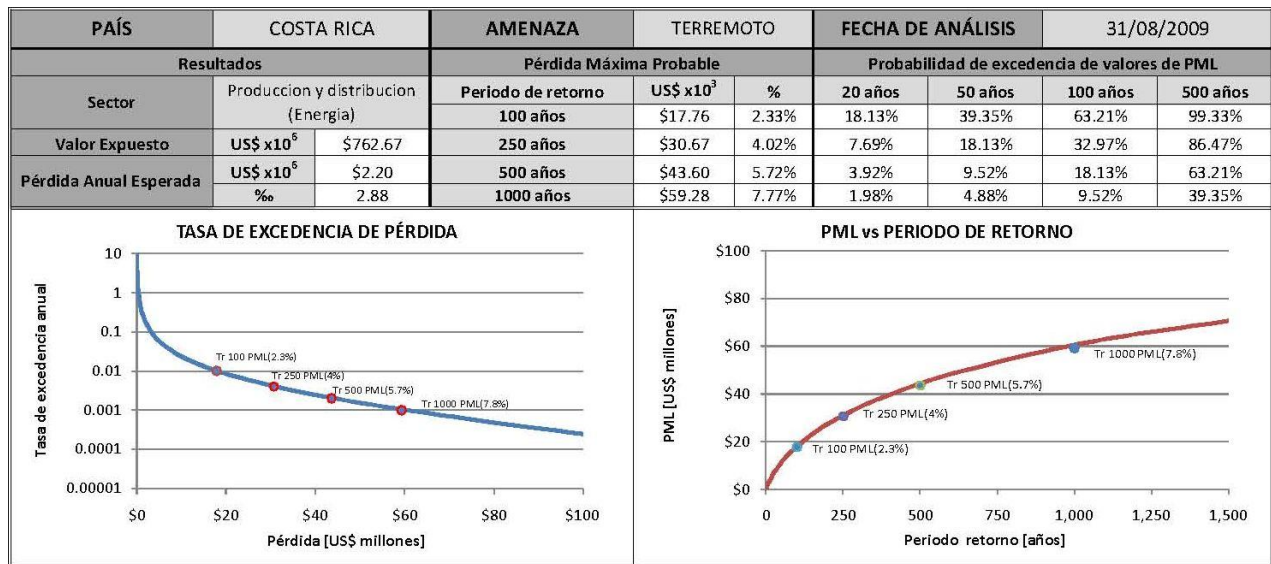 PAÍS COSTA RICA AMENAZA TERREMOTO FECHA DE ANÁLISIS 31/08/2009
Resultados Pérdida Máxima Probable Probabilidad de excedencia de valores de PML
Sector Produccion y distribucion (Energia) Periodo de retorno US$ x10³ % 20 años 50 años 100 años 500 años
100 años $17.76 2.33% 18.13% 39.35% 63.21% 99.33%
Valor Expuesto US$ x10⁶ $762.67 250 años $30.67 4.02% 7.69% 18.13% 32.97% 86.47%
Pérdida Anual Esperada US$ x10⁶ $2.20 500 años $43.60 5.72% 3.92% 9.52% 18.13% 63.21%
‰ 2.88 1000 años $59.28 7.77% 1.98% 4.88% 9.52% 39.35%
TASA DE EXCEDENCIA DE PÉRDIDA
Tasa de excedencia anual
10
1
0.1
0.01
0.001
0.0001
0.00001
Tr 100 PML(2.3%)
Tr 250 PML(4%)
Tr 500 PML(5.7%)
Tr 1000 PML(7.8%)
$0 $20 $40 $60 $80 $100
Pérdida [US$ millones]
PML vs PERIODO DE RETORNO
PML [US$ millones]
$100
$80
$60
$40
$20
$0
Tr 1000 PML(7.8%)
Tr 500 PML(5.7%)
Tr 250 PML(4%)
Tr 100 PML(2.3%)
0 250 500 750 1,000 1,250 1,500
Periodo retorno [años]